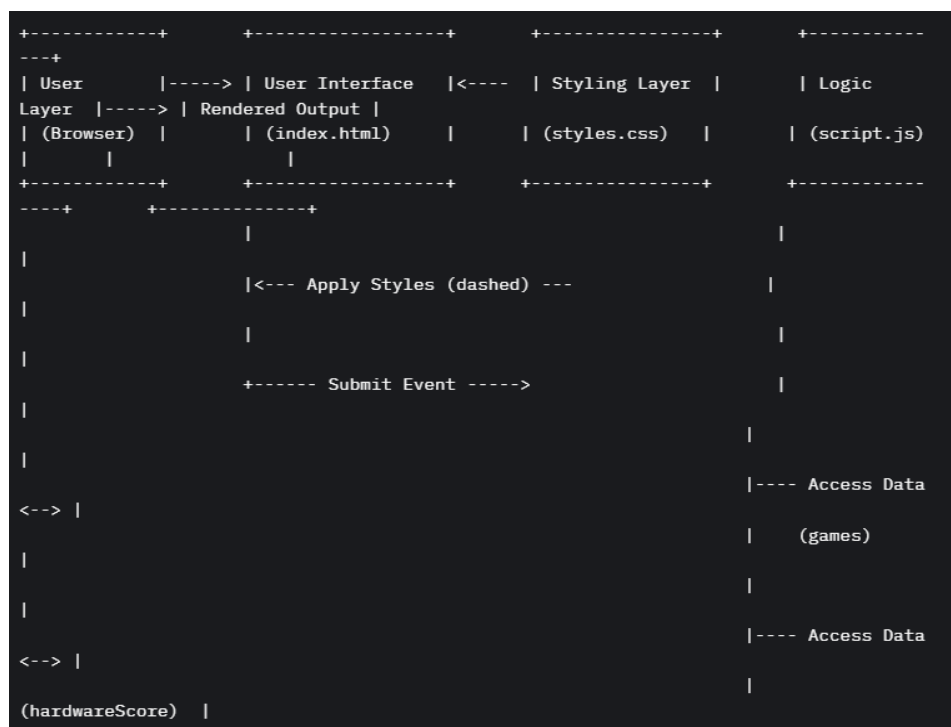 +------------+       +------------------+       +----------------+       +-----------
---+
| User       |-----> | User Interface   |<----  | Styling Layer  |       | Logic
Layer  |-----> | Rendered Output |
| (Browser)  |       | (index.html)     |      | (styles.css)   |       | (script.js)
|       |               |
+------------+       +------------------+      +----------------+       +------------
----+       +--------------+
                     |                                                |
|
                     |<--- Apply Styles (dashed) ---                  |
|
                     |                                                |
|
                     +------ Submit Event ----->                      |
|
                                                                   |
|
                                                                   |---- Access Data
<--> |
                                                                   |    (games)
|
                                                                   |
|
                                                                   |---- Access Data
<--> |
                                                                   |
(hardwareScore)  |